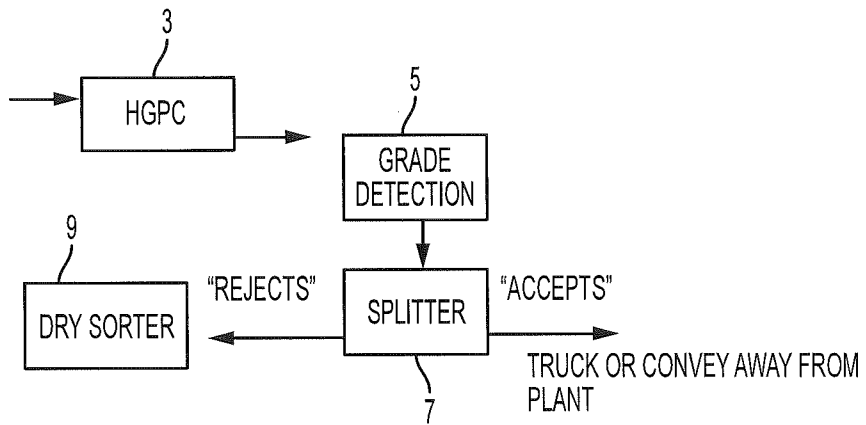 3
HGPC
5
GRADE
DETECTION
9
DRY SORTER
“REJECTS”
SPLITTER
“ACCEPTS”
7
TRUCK OR CONVEY AWAY FROM
PLANT